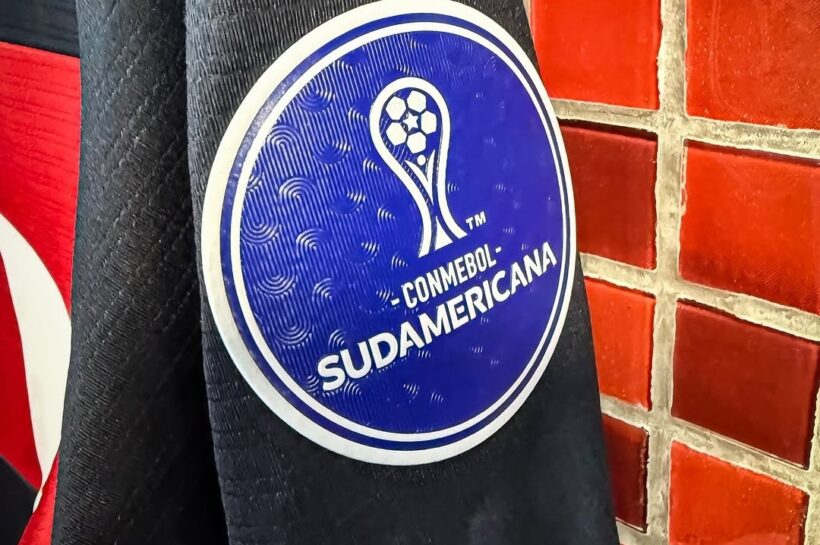 TM
- CONMEBOL -
SUDAMERICANA